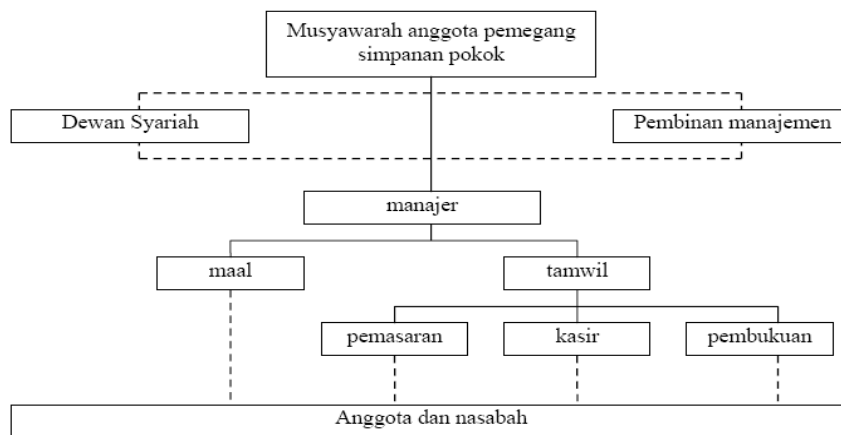 Musyawarah anggota pemegang
simpanan pokok
Dewan Syariah
Pembinan manajemen
manajer
maal
tamwil
pemasaran
kasir
pembukuan
Anggota dan nasabah